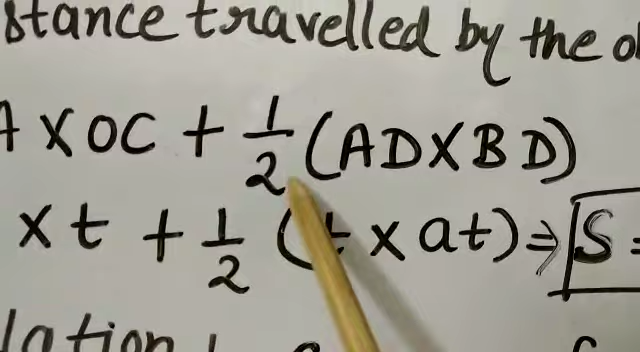 stance travelled by the
A X OC + 1/2 (AD X BD)
x t + 1/2 (t x at) ⇒ S =
lation